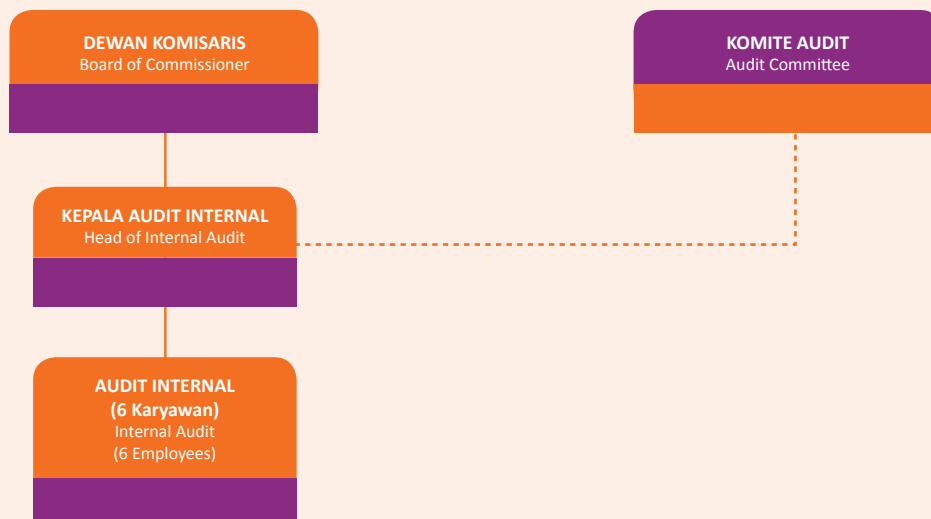 DEWAN KOMISARIS
Board of Commissioner
KOMITE AUDIT
Audit Committee
KEPALA AUDIT INTERNAL
Head of Internal Audit
AUDIT INTERNAL
(6 Karyawan)
Internal Audit
(6 Employees)